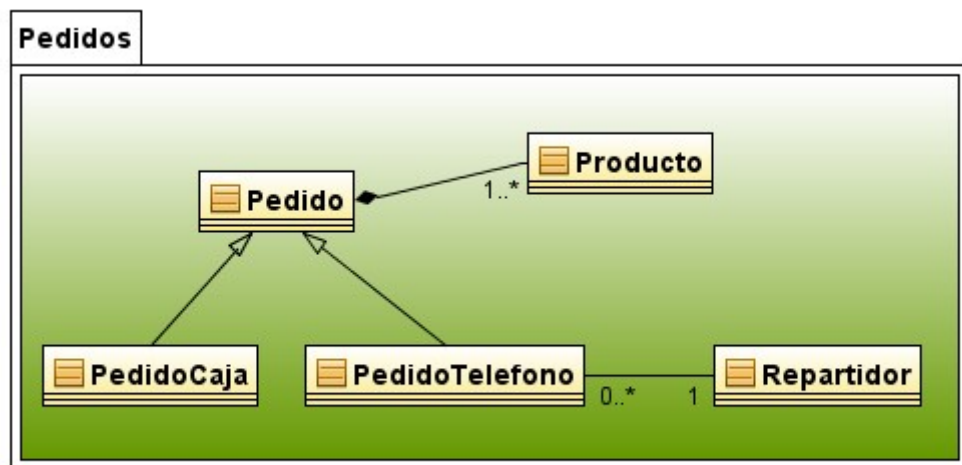 Pedidos
Producto
1..*
Pedido
PedidoCaja
PedidoTelefono
0..*
1
Repartidor